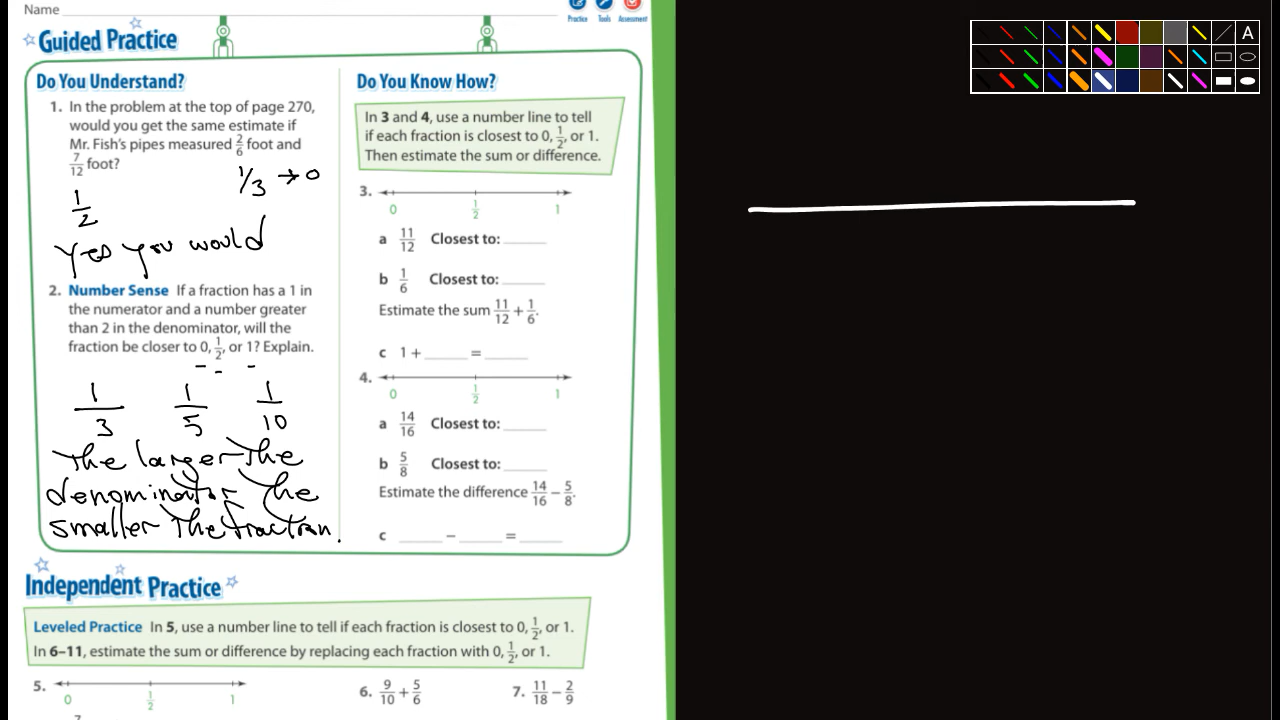 Name
Practice Tools Assessment
Guided Practice
Do You Understand?
1. In the problem at the top of page 270,
would you get the same estimate if
Mr. Fish's pipes measured 2/6 foot and
7/12 foot?
1/3 → 0
1/2
Yes you would
2. Number Sense If a fraction has a 1 in
the numerator and a number greater
than 2 in the denominator, will the
fraction be closer to 0, 1/2, or 1? Explain.
1/3 1/5 1/10
The larger the
denominator the
smaller the fraction.
Do You Know How?
In 3 and 4, use a number line to tell
if each fraction is closest to 0, 1/2, or 1.
Then estimate the sum or difference.
3.
0 1/2 1
a 11/12 Closest to:
b 1/6 Closest to:
Estimate the sum 11/12 + 1/6.
c 1 + ____ = ____
4.
0 1/2 1
a 14/16 Closest to:
b 5/8 Closest to:
Estimate the difference 14/16 − 5/8.
c ____ − ____ = ____
Independent Practice
Leveled Practice In 5, use a number line to tell if each fraction is closest to 0, 1/2, or 1.
In 6–11, estimate the sum or difference by replacing each fraction with 0, 1/2, or 1.
5.
0 1/2 1
7
6. 9/10 + 5/6
7. 11/18 − 2/9
A